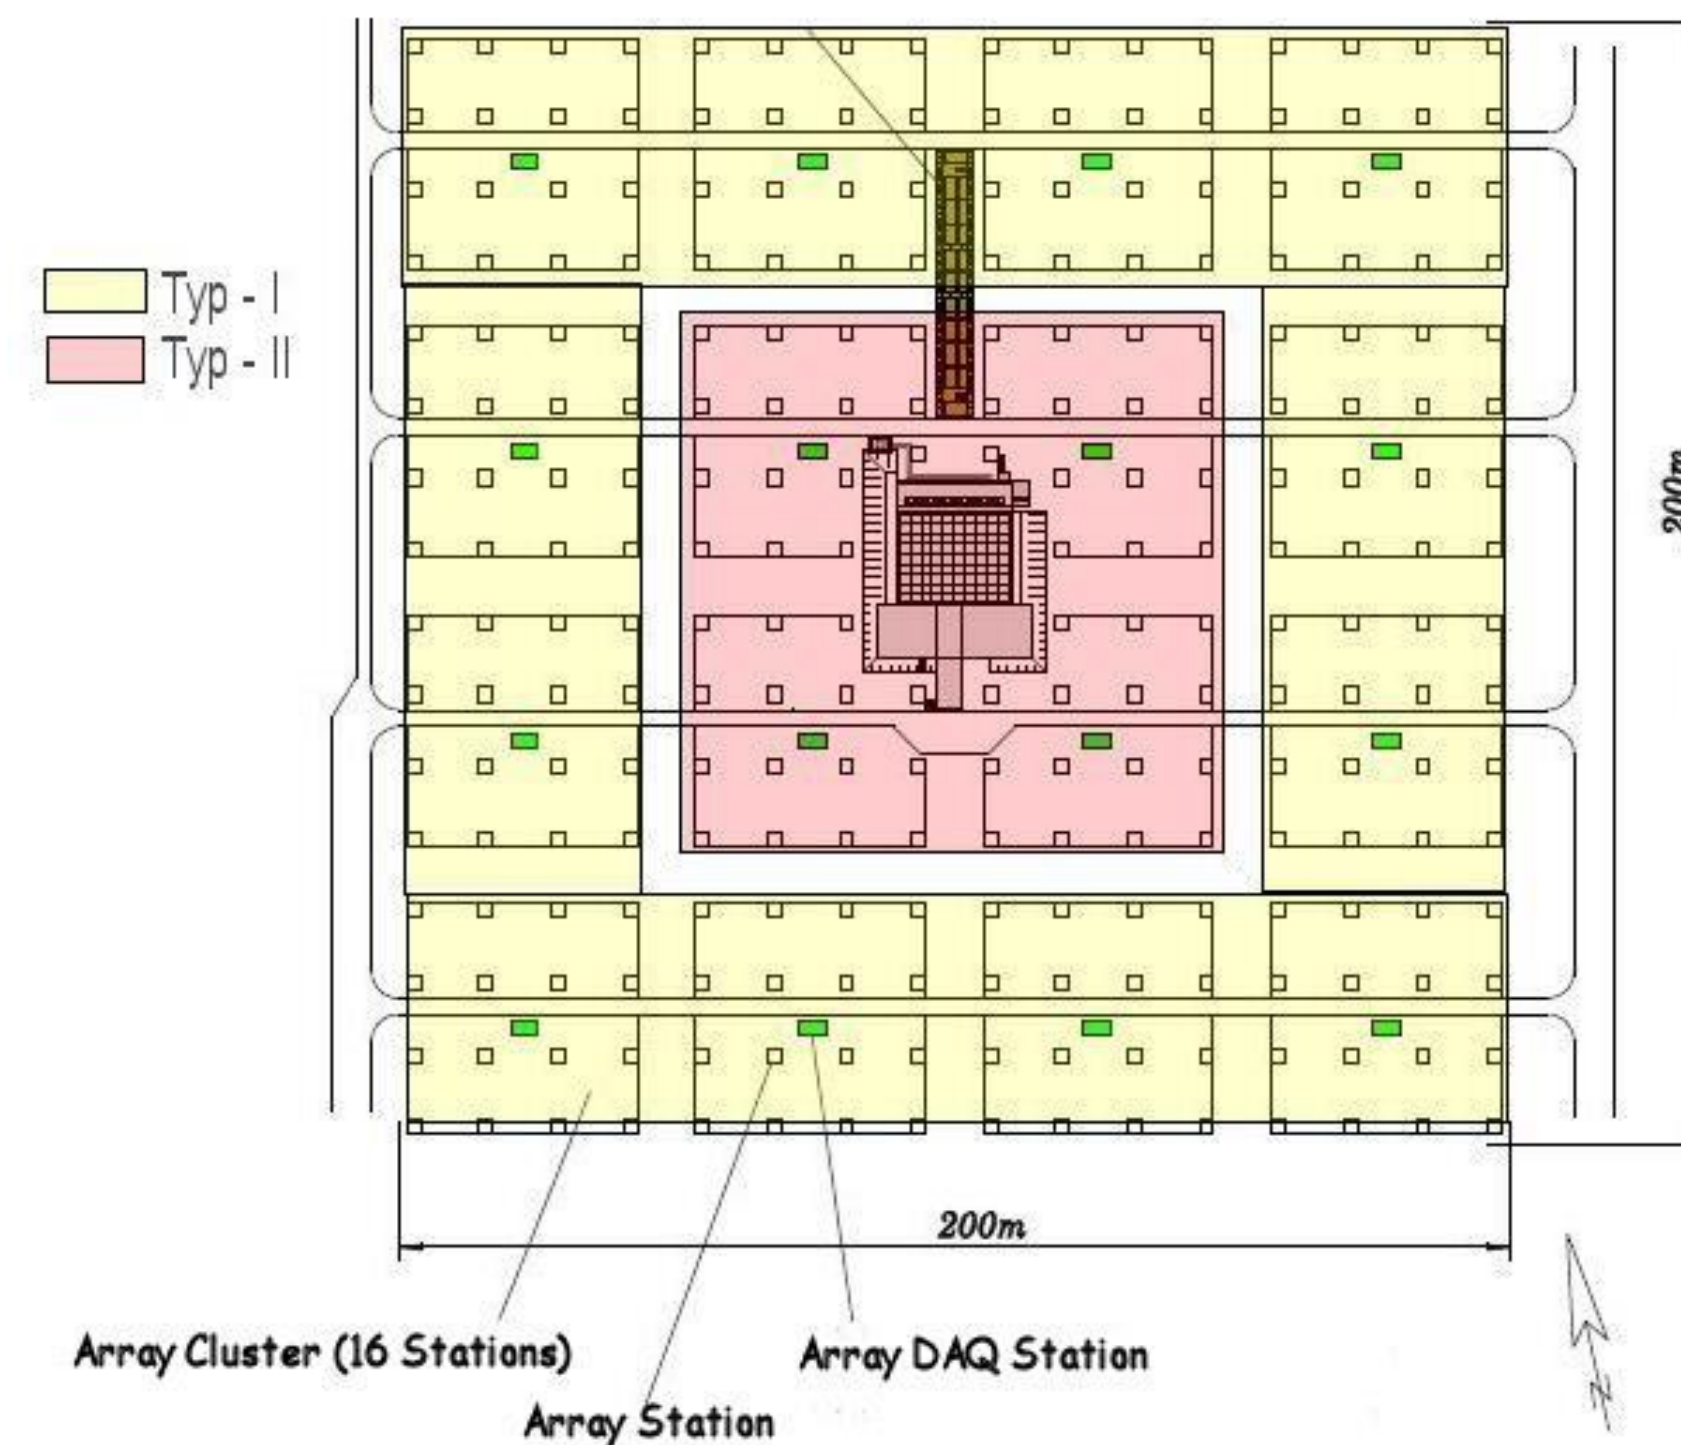 Typ - I
Typ - II
200m
200m
Array Cluster (16 Stations)
Array DAQ Station
Array Station
N